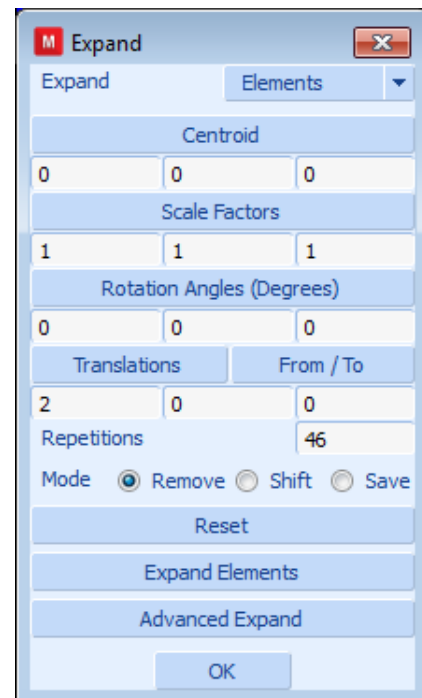 M Expand
Expand Elements
Centroid
0 0 0
Scale Factors
1 1 1
Rotation Angles (Degrees)
0 0 0
Translations From / To
2 0 0
Repetitions 46
Mode Remove Shift Save
Reset
Expand Elements
Advanced Expand
OK